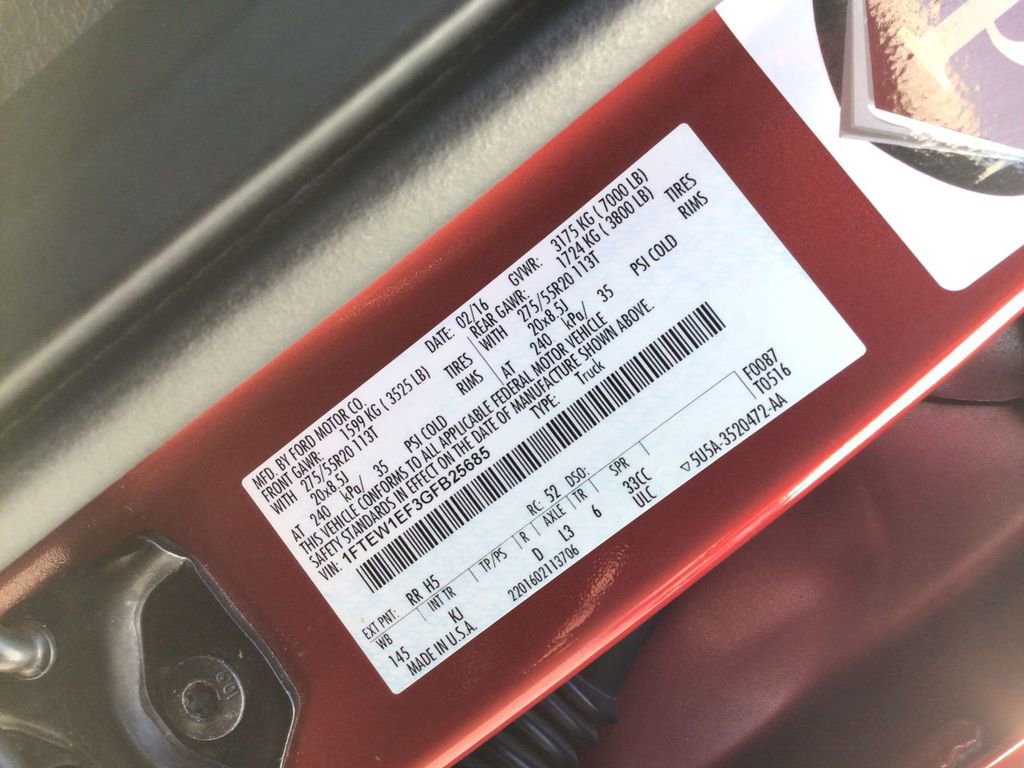 MFD. BY FORD MOTOR CO.
DATE: 02/16 GVWR: 3175 KG ( 7000 LB)
FRONT GAWR: 1599 KG ( 3525 LB) REAR GAWR: 1724 KG ( 3800 LB)
WITH 275/55R20 113T TIRES WITH 275/55R20 113T TIRES
20x8.5J RIMS 20x8.5J RIMS
AT 240 kPa/ 35 PSI COLD AT 240 kPa/ 35 PSI COLD
THIS VEHICLE CONFORMS TO ALL APPLICABLE FEDERAL MOTOR VEHICLE
SAFETY STANDARDS IN EFFECT ON THE DATE OF MANUFACTURE SHOWN ABOVE.
VIN: 1FTEW1EF3GFB25685 TYPE: Truck
F0087
T0516
EXT PNT: RR H5 RC: 52 DSO:
WB INT TR TP/PS R AXLE TR SPR
145 KJ D L3 6 33CC
MADE IN U.S.A. 2201602113706 ULC
▽5U5A-3520472-AA